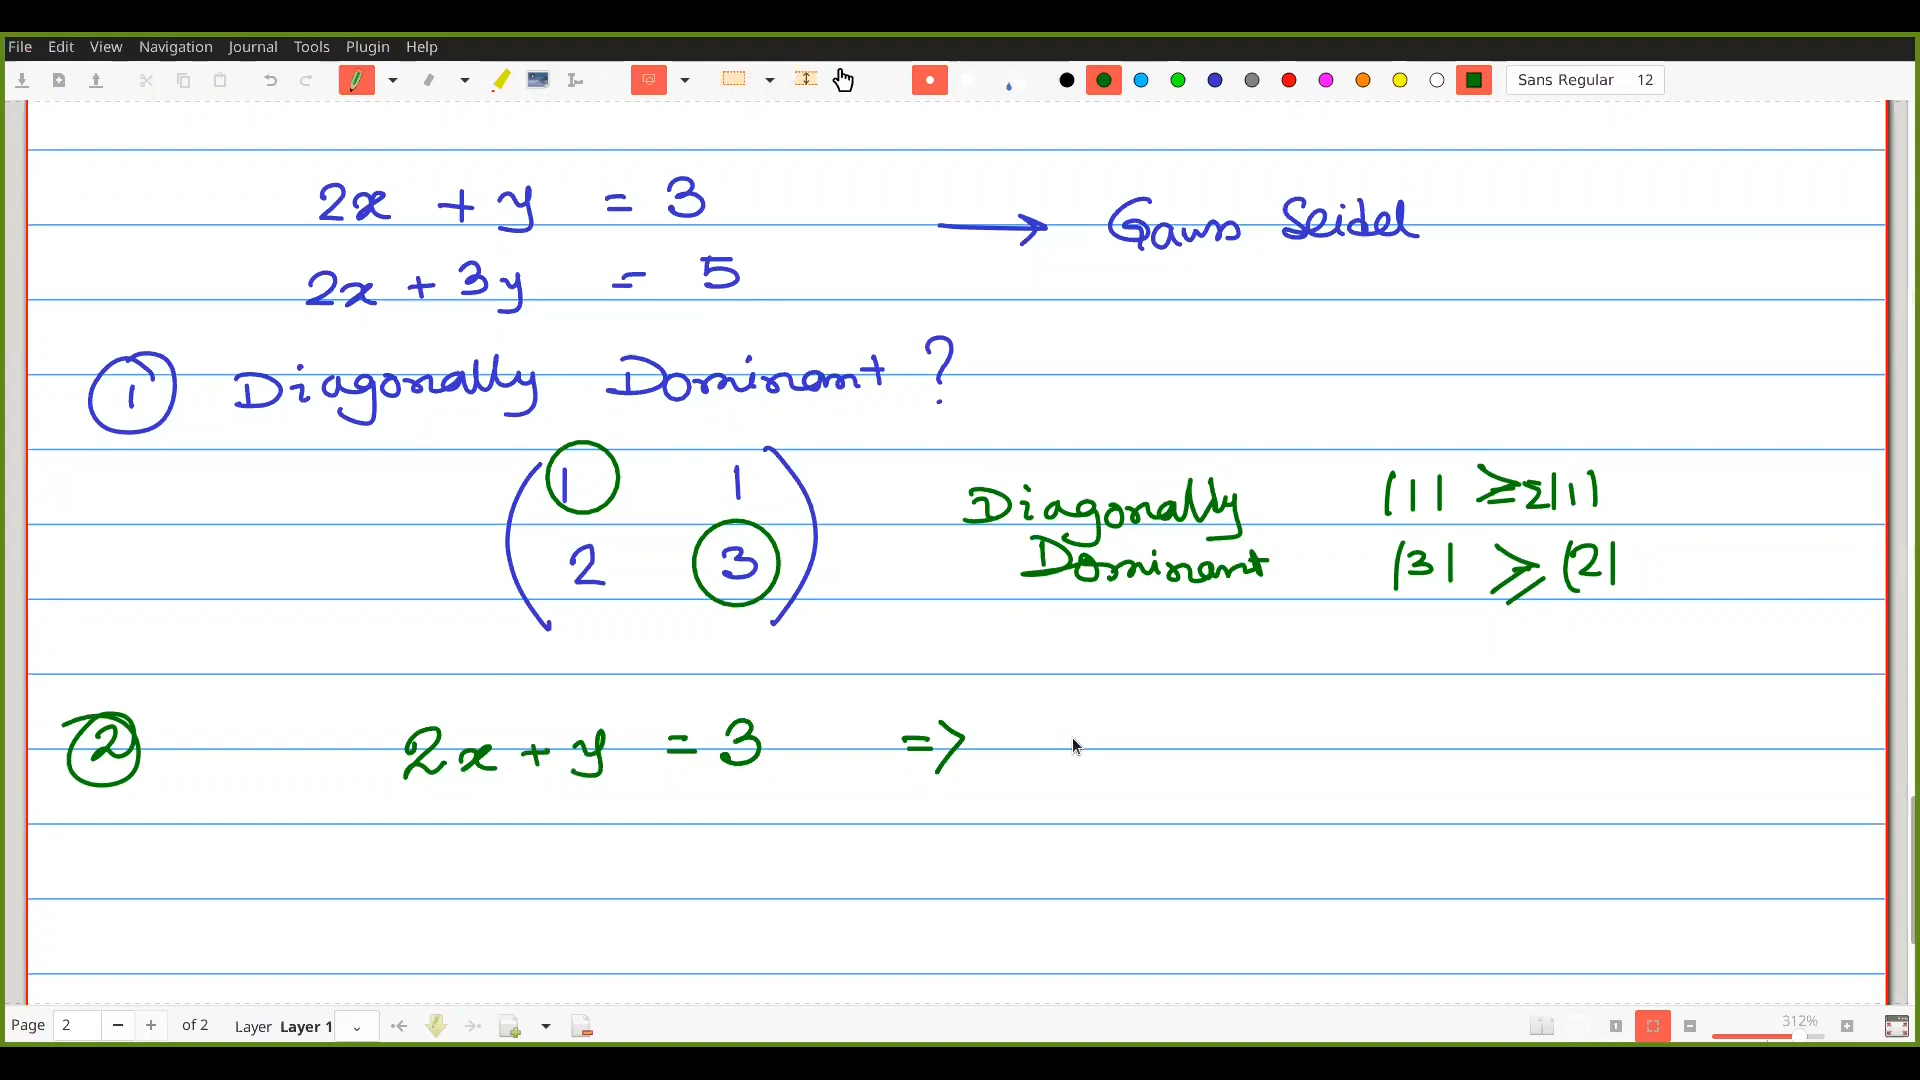 File Edit View Navigation Journal Tools Plugin Help
Sans Regular 12
2x + y = 3 → Gauss Seidel
2x + 3y = 5
① Diagonally Dominant ?
1 1
2 3
Diagonally |1| ≥ Σ|1|
Dominant |3| ≥ |2|
② 2x + y = 3 =>
Page 2 of 2 Layer Layer 1 312%